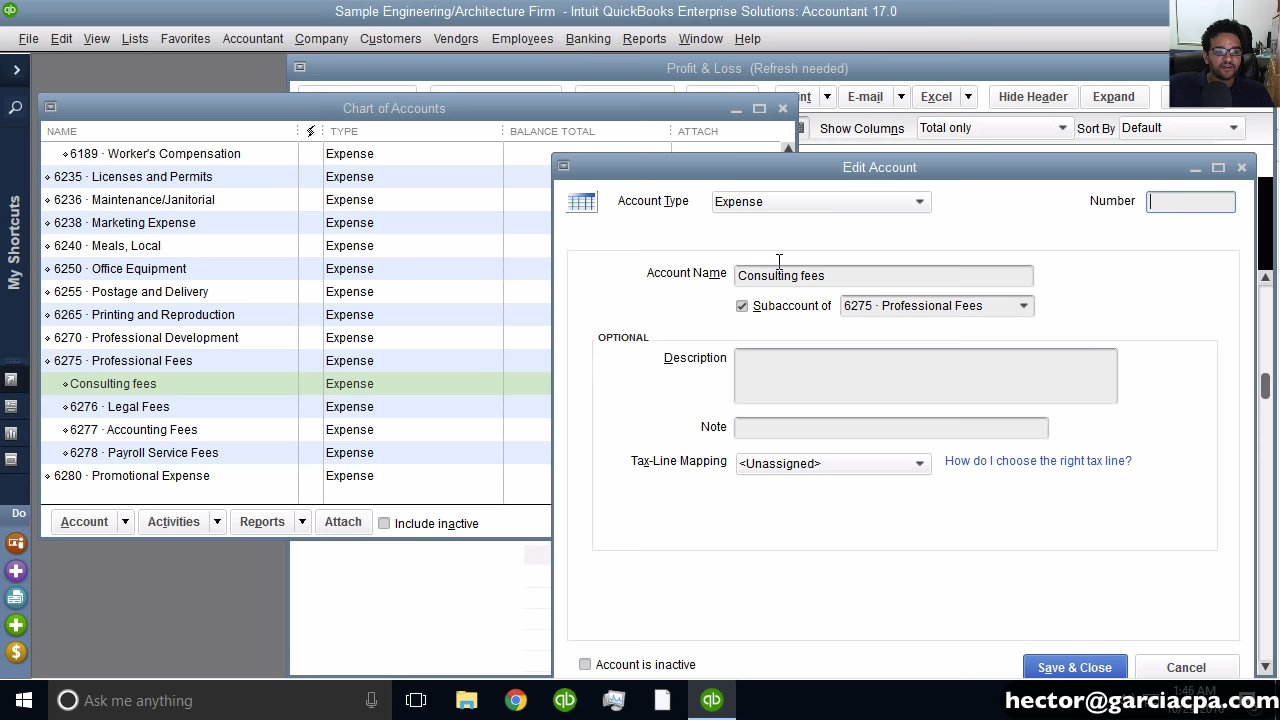 Sample Engineering/Architecture Firm - Intuit QuickBooks Enterprise Solutions: Accountant 17.0
File Edit View Lists Favorites Accountant Company Customers Vendors Employees Banking Reports Window Help
Profit & Loss (Refresh needed)
E-mail Excel Hide Header Expand
Show Columns Total only Sort By Default
Chart of Accounts
NAME TYPE BALANCE TOTAL ATTACH
6189 · Worker's Compensation Expense
6235 · Licenses and Permits Expense
6236 · Maintenance/Janitorial Expense
6238 · Marketing Expense Expense
6240 · Meals, Local Expense
6250 · Office Equipment Expense
6255 · Postage and Delivery Expense
6265 · Printing and Reproduction Expense
6270 · Professional Development Expense
6275 · Professional Fees Expense
Consulting fees Expense
6276 · Legal Fees Expense
6277 · Accounting Fees Expense
6278 · Payroll Service Fees Expense
6280 · Promotional Expense Expense
Account Activities Reports Attach Include inactive
Edit Account
Account Type Expense Number
Account Name Consulting fees
Subaccount of 6275 · Professional Fees
OPTIONAL
Description
Note
Tax-Line Mapping <Unassigned> How do I choose the right tax line?
Account is inactive Save & Close Cancel
My Shortcuts
Do
Ask me anything
1:46 AM
hector@garciacpa.com